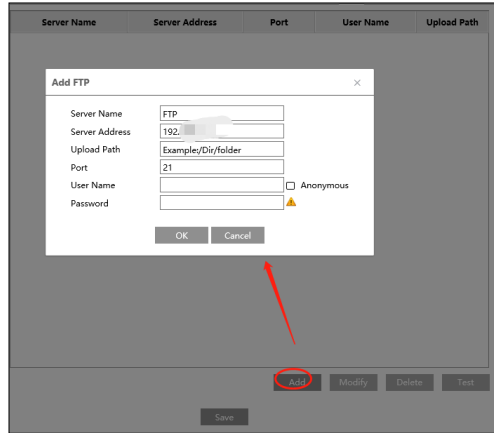 Server Name Server Address Port User Name Upload Path
Add FTP
Server Name FTP
Server Address 192.
Upload Path Example:/Dir/folder
Port 21
User Name Anonymous
Password
OK Cancel
Add Modify Delete Test
Save